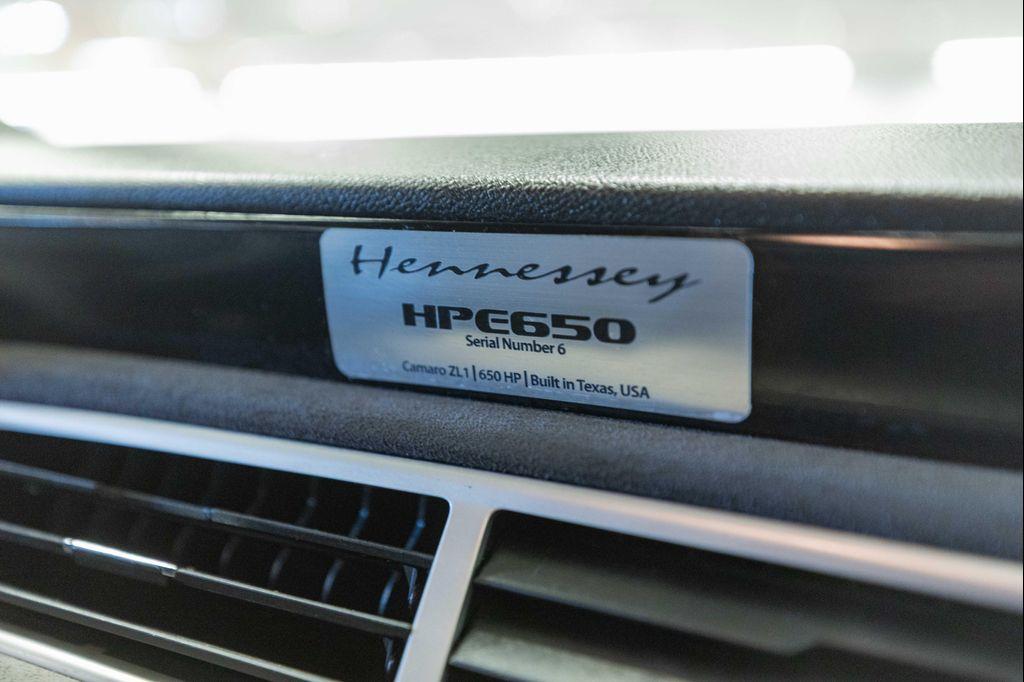 Hennessey
HPE650
Serial Number 6
Camaro ZL1 | 650 HP | Built in Texas, USA